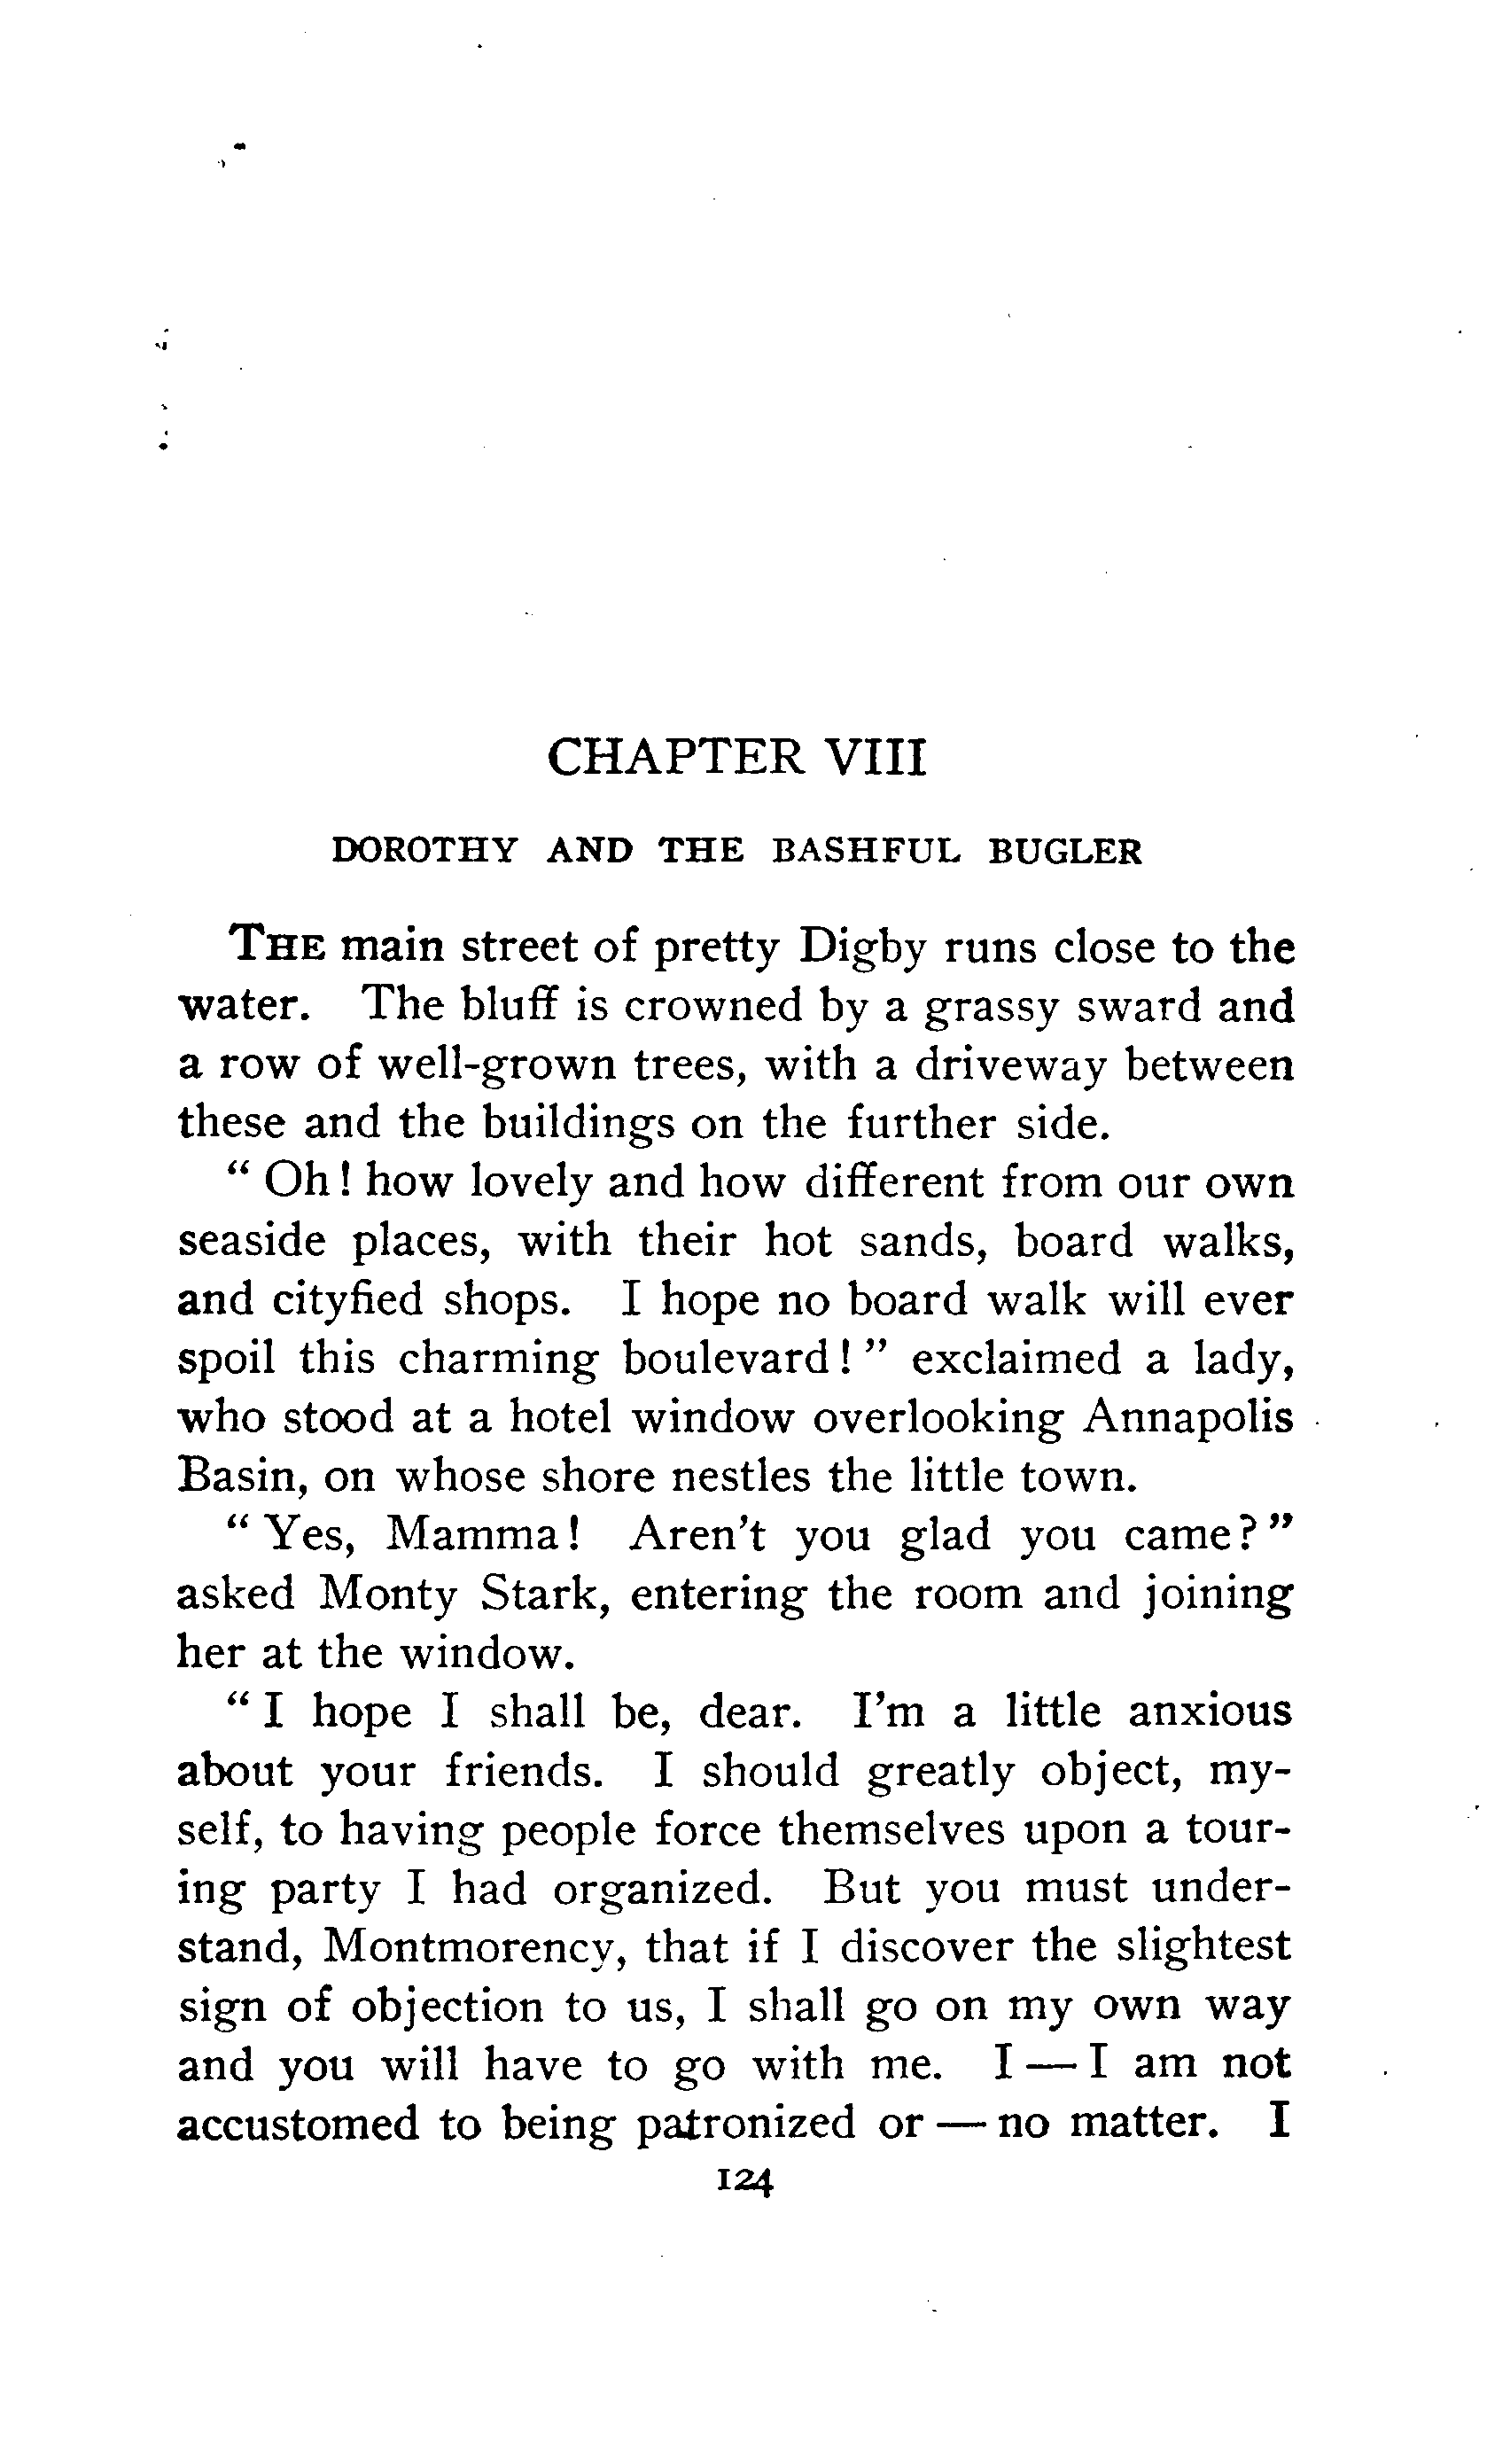 CHAPTER VIII
DOROTHY AND THE BASHFUL BUGLER
THE main street of pretty Digby runs close to the
water. The bluff is crowned by a grassy sward and
a row of well-grown trees, with a driveway between
these and the buildings on the further side.
“ Oh! how lovely and how different from our own
seaside places, with their hot sands, board walks,
and cityfied shops. I hope no board walk will ever
spoil this charming boulevard! ” exclaimed a lady,
who stood at a hotel window overlooking Annapolis
Basin, on whose shore nestles the little town.
“ Yes, Mamma! Aren't you glad you came? ”
asked Monty Stark, entering the room and joining
her at the window.
“ I hope I shall be, dear. I'm a little anxious
about your friends. I should greatly object, my-
self, to having people force themselves upon a tour-
ing party I had organized. But you must under-
stand, Montmorency, that if I discover the slightest
sign of objection to us, I shall go on my own way
and you will have to go with me. I — I am not
accustomed to being patronized or — no matter. I
124